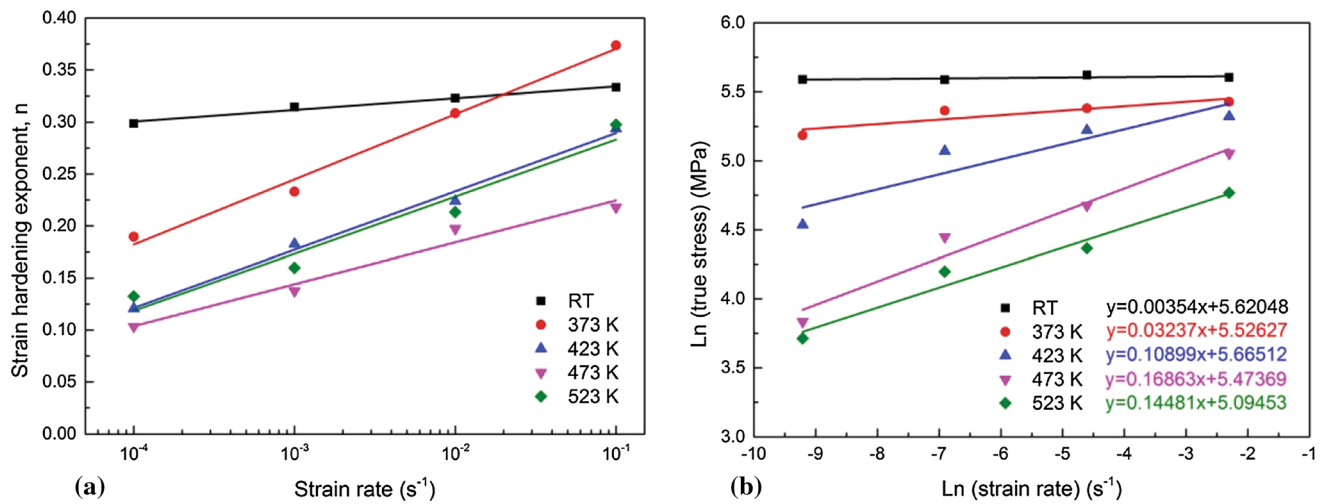 0.40
0.35
0.30
0.25
0.20
0.15
0.10
0.05
0.00
Strain hardening exponent, n
RT
373 K
423 K
473 K
523 K
10⁻⁴
10⁻³
10⁻²
10⁻¹
(a)
Strain rate (s⁻¹)
6.0
5.5
5.0
4.5
4.0
3.5
3.0
Ln (true stress) (MPa)
RT y=0.00354x+5.62048
373 K y=0.03237x+5.52627
423 K y=0.10899x+5.66512
473 K y=0.16863x+5.47369
523 K y=0.14481x+5.09453
-10 -9 -8 -7 -6 -5 -4 -3 -2 -1
(b)
Ln (strain rate) (s⁻¹)